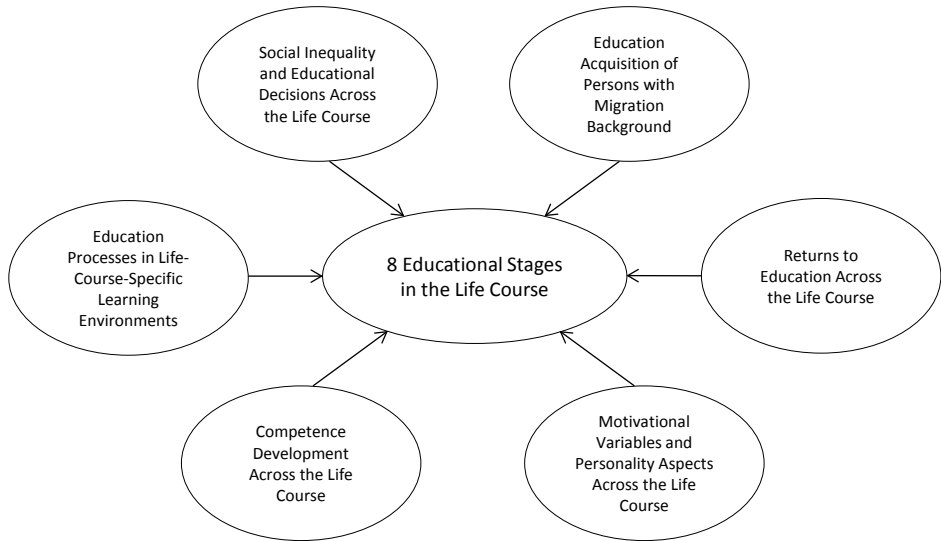 Social Inequality
and Educational
Decisions Across
the Life Course
Education
Acquisition of
Persons with
Migration
Background
Education
Processes in Life-
Course-Specific
Learning
Environments
8 Educational Stages
in the Life Course
Returns to
Education Across
the Life Course
Competence
Development
Across the Life
Course
Motivational
Variables and
Personality Aspects
Across the Life
Course